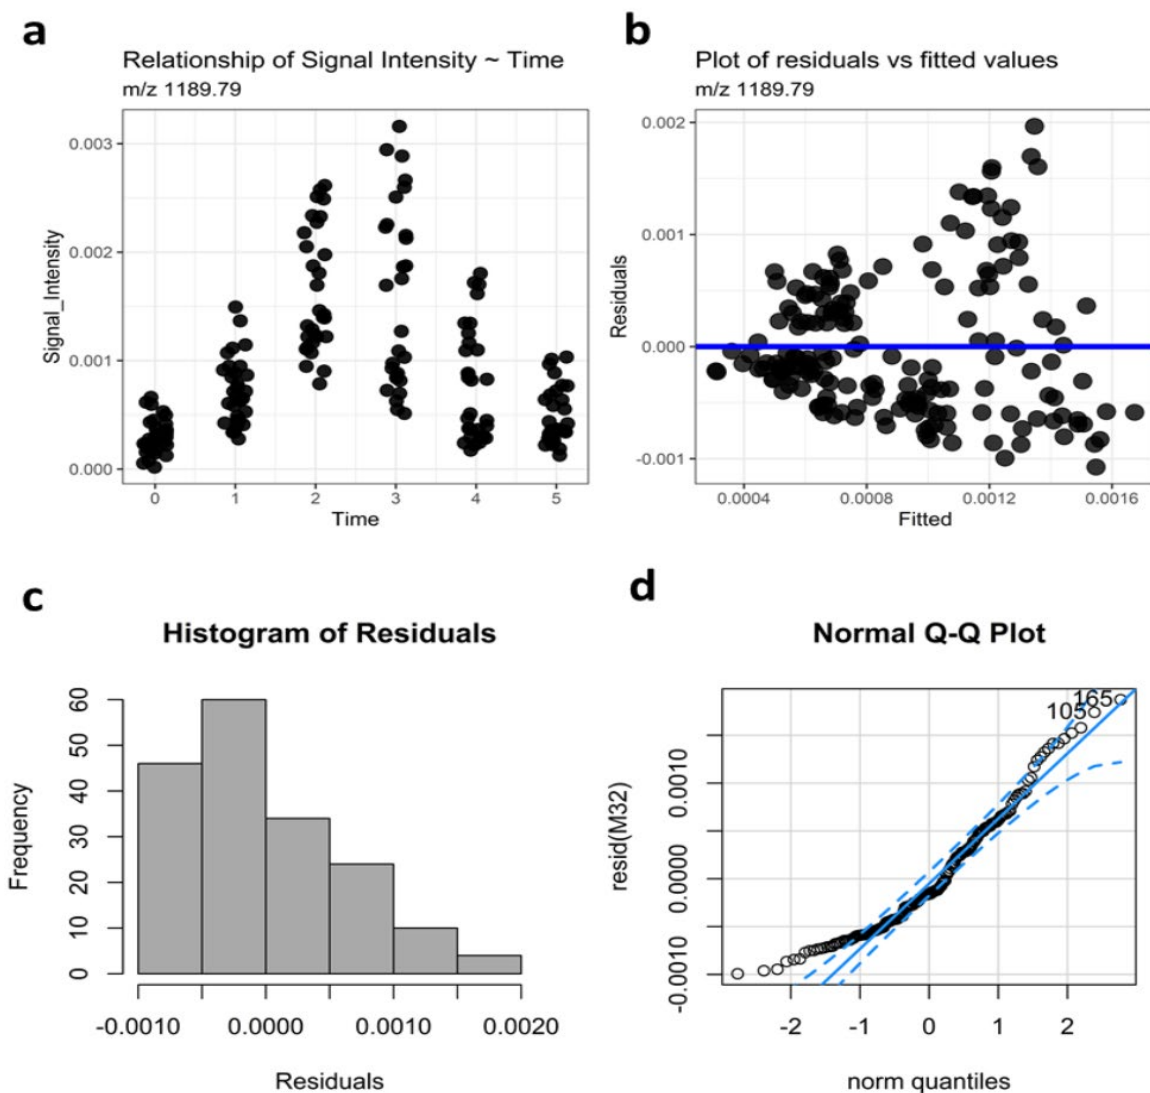 a
Relationship of Signal Intensity ~ Time
m/z 1189.79
Signal_Intensity
0.003
0.002
0.001
0.000
0 1 2 3 4 5
Time
b
Plot of residuals vs fitted values
m/z 1189.79
Residuals
0.002
0.001
0.000
-0.001
0.0004 0.0008 0.0012 0.0016
Fitted
c
Histogram of Residuals
Frequency
60
50
40
30
20
10
0
-0.0010 0.0000 0.0010 0.0020
Residuals
d
Normal Q-Q Plot
resid(M32)
0.0010
0.0000
-0.0010
165
105
-2 -1 0 1 2
norm quantiles